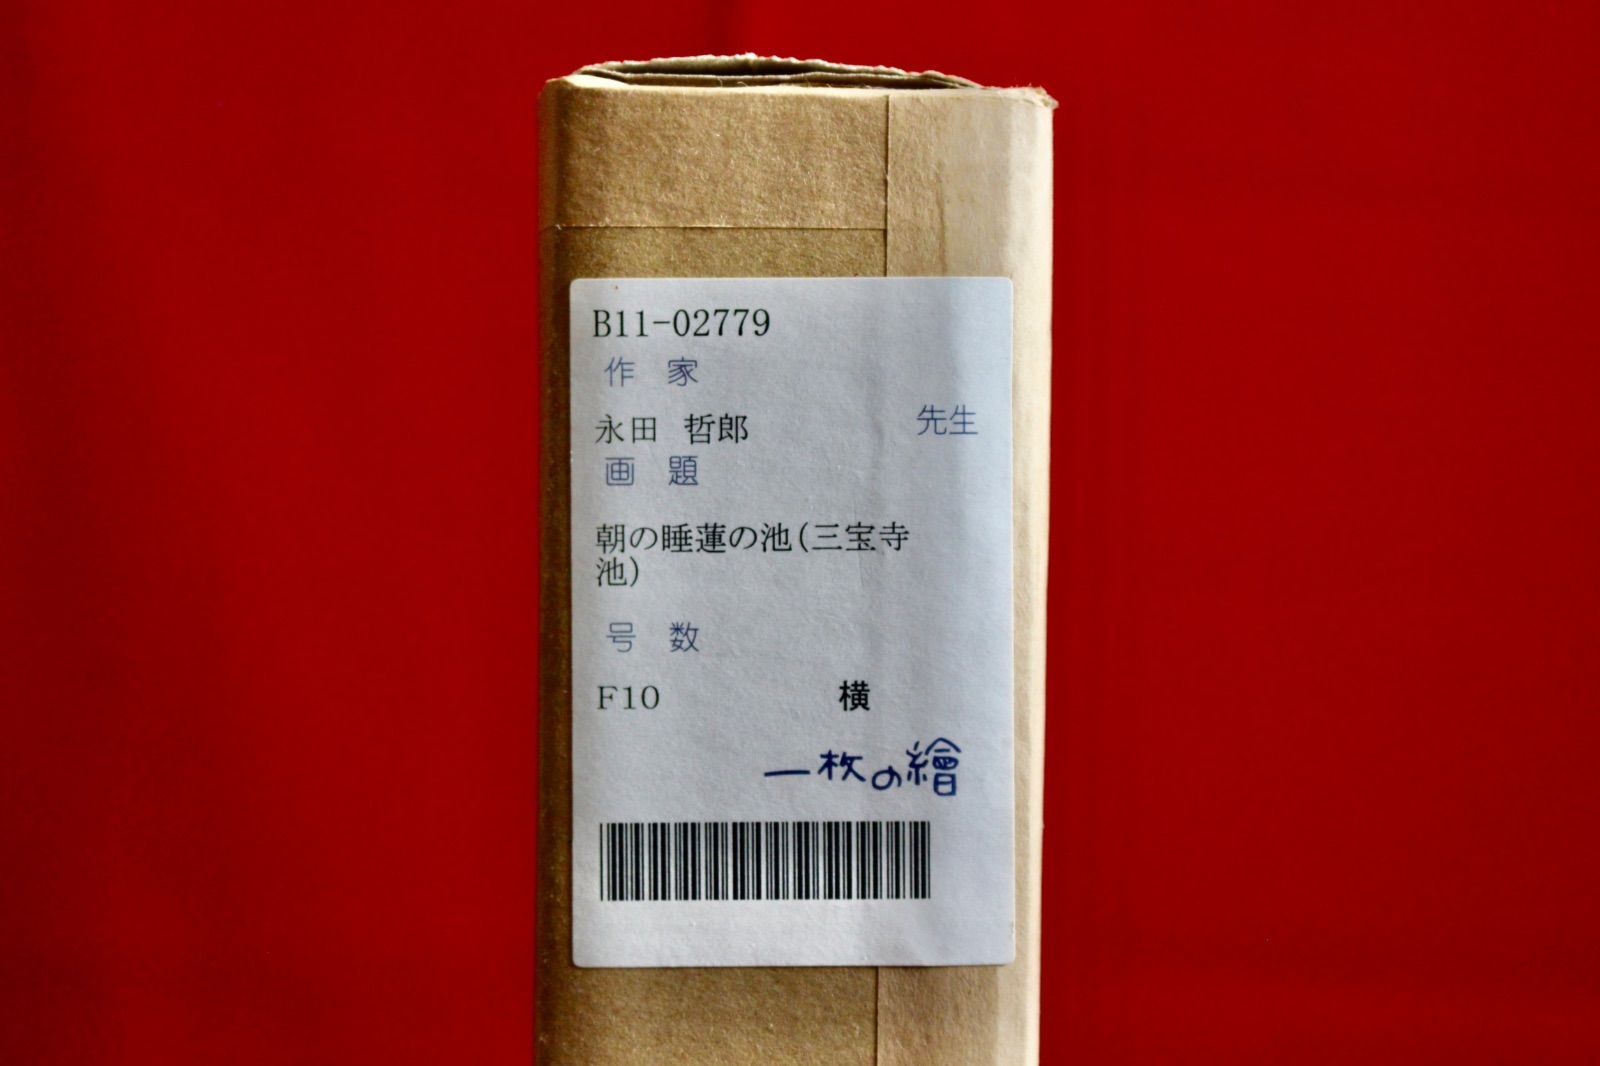 B11-02779
作　家
永田　哲郎　先生
画　題
朝の睡蓮の池(三宝寺
池)
号　数
F10　横
一枚の繪